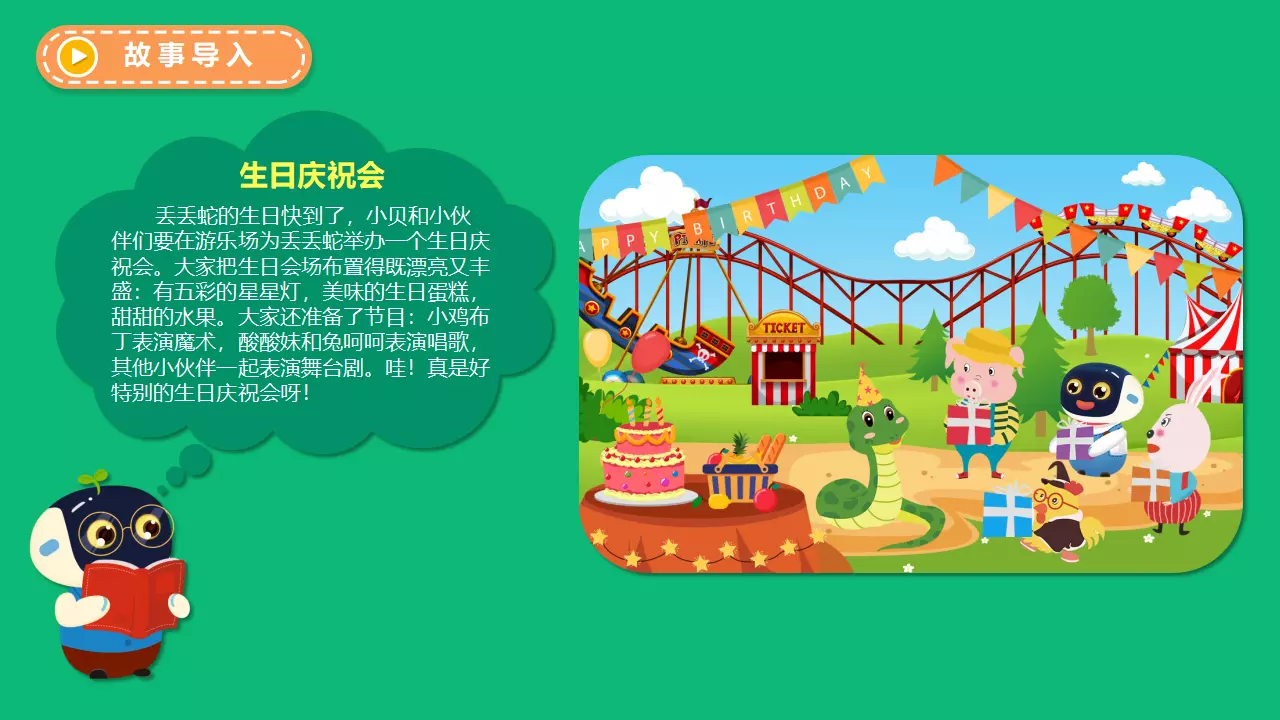 故事导入
生日庆祝会
丢丢蛇的生日快到了，小贝和小伙
伴们要在游乐场为丢丢蛇举办一个生日庆
祝会。大家把生日会场布置得既漂亮又丰
盛：有五彩的星星灯，美味的生日蛋糕，
甜甜的水果。大家还准备了节目：小鸡布
丁表演魔术，酸酸妹和兔呵呵表演唱歌，
其他小伙伴一起表演舞台剧。哇！真是好
特别的生日庆祝会呀！
APPY BIRTHDAY
TICKET